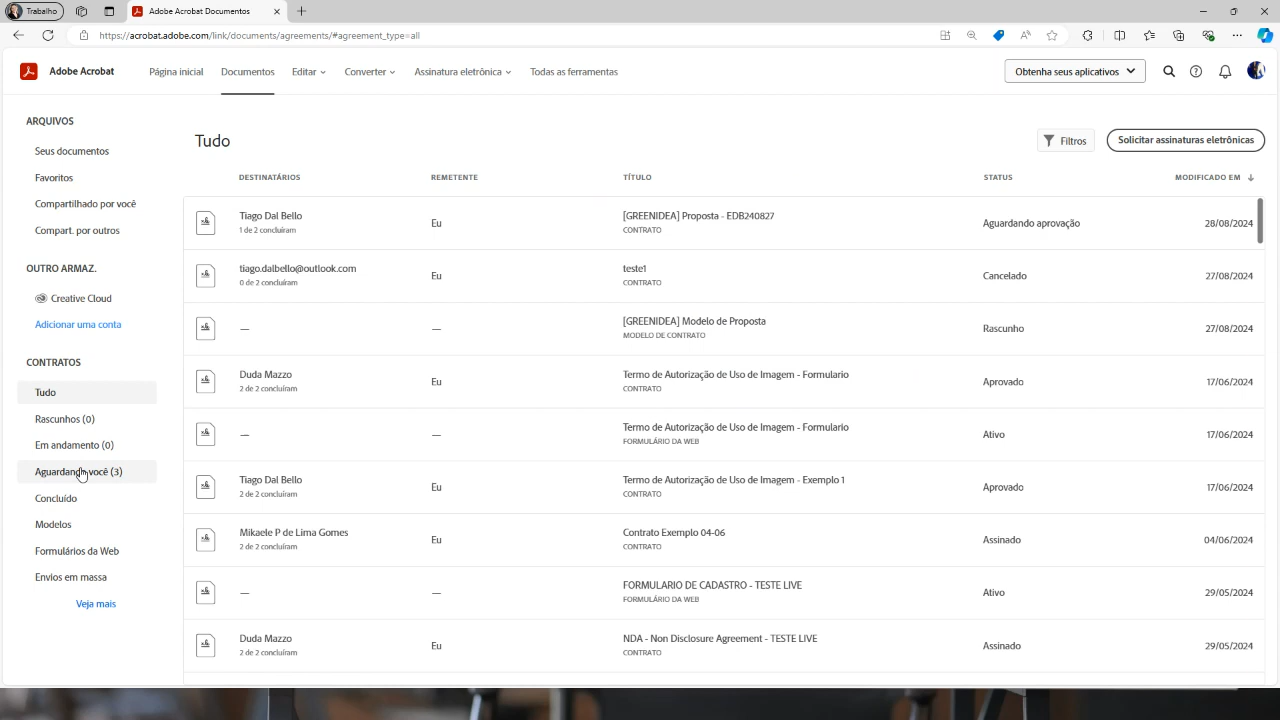 Trabalho
Adobe Acrobat Documentos
https://acrobat.adobe.com/link/documents/agreements/#agreement_type=all
Adobe Acrobat
Página inicial
Documentos
Editar
Converter
Assinatura eletrônica
Todas as ferramentas
Obtenha seus aplicativos
ARQUIVOS
Seus documentos
Favoritos
Compartilhado por você
Compart. por outros
OUTRO ARMAZ.
Creative Cloud
Adicionar uma conta
CONTRATOS
Tudo
Rascunhos (0)
Em andamento (0)
Aguardando você (3)
Concluído
Modelos
Formulários da Web
Envios em massa
Veja mais
Tudo
Filtros
Solicitar assinaturas eletrônicas
DESTINATÁRIOS REMETENTE TÍTULO STATUS MODIFICADO EM
Tiago Dal Bello Eu [GREENIDEA] Proposta - EDB240827 Aguardando aprovação 28/08/2024
1 de 2 concluíram CONTRATO
tiago.dalbello@outlook.com Eu teste1 Cancelado 27/08/2024
0 de 2 concluíram CONTRATO
— — [GREENIDEA] Modelo de Proposta Rascunho 27/08/2024
MODELO DE CONTRATO
Duda Mazzo Eu Termo de Autorização de Uso de Imagem - Formulario Aprovado 17/06/2024
2 de 2 concluíram CONTRATO
— — Termo de Autorização de Uso de Imagem - Formulario Ativo 17/06/2024
FORMULÁRIO DA WEB
Tiago Dal Bello Eu Termo de Autorização de Uso de Imagem - Exemplo 1 Aprovado 17/06/2024
2 de 2 concluíram CONTRATO
Mikaele P de Lima Gomes Eu Contrato Exemplo 04-06 Assinado 04/06/2024
2 de 2 concluíram CONTRATO
— — FORMULARIO DE CADASTRO - TESTE LIVE Ativo 29/05/2024
FORMULÁRIO DA WEB
Duda Mazzo Eu NDA - Non Disclosure Agreement - TESTE LIVE Assinado 29/05/2024
2 de 2 concluíram CONTRATO